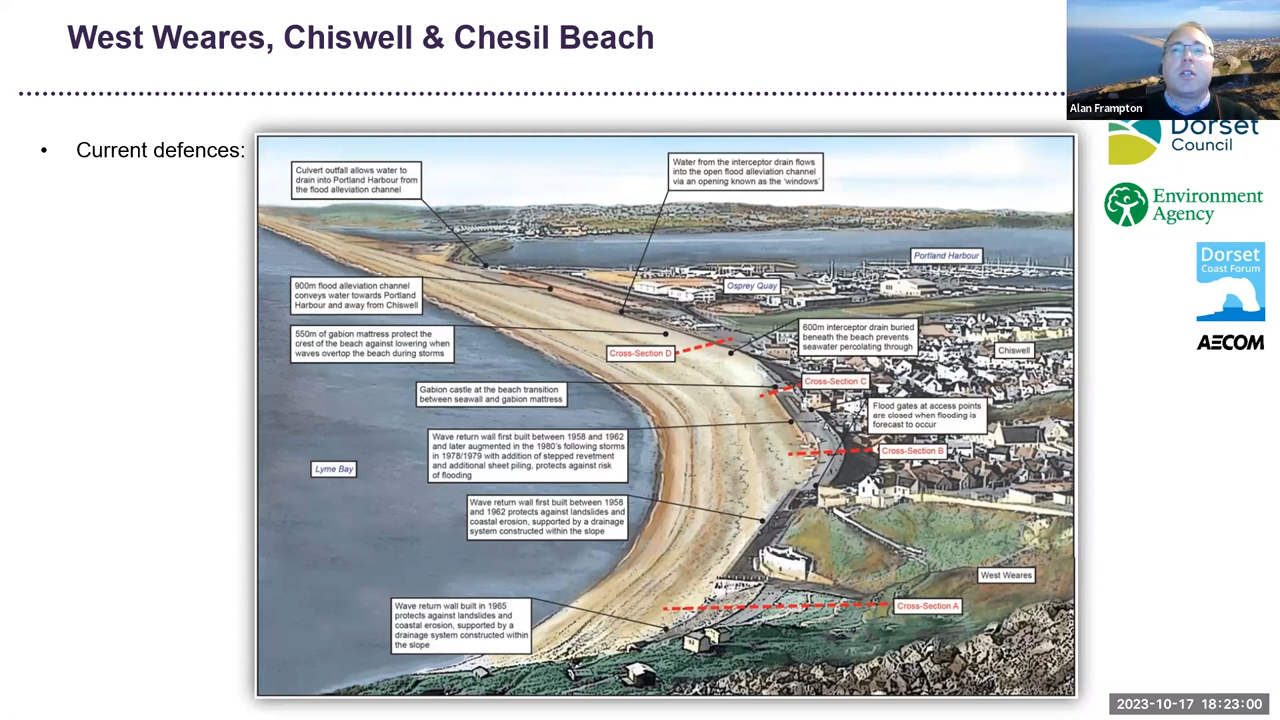 West Weares, Chiswell & Chesil Beach
Alan Frampton
• Current defences:
Culvert outfall allows water to
drain into Portland Harbour from
the flood alleviation channel
Water from the interceptor drain flows
into the open flood alleviation channel
via an opening known as the 'windows'
Portland Harbour
Osprey Quay
900m flood alleviation channel
conveys water towards Portland
Harbour and away from Chiswell
550m of gabion mattress protect the
crest of the beach against lowering when
waves overtop the beach during storms
600m interceptor drain buried
beneath the beach prevents
seawater percolating through
Chiswell
Cross-Section D
Gabion castle at the beach transition
between seawall and gabion mattress
Cross-Section C
Flood gates at access points
are closed when flooding is
forecast to occur
Wave return wall first built between 1958 and 1962
and later augmented in the 1980's following storms
in 1978/1979 with addition of stepped revetment
and additional sheet piling, protects against risk
of flooding
Cross-Section B
Lyme Bay
Wave return wall first built between 1958
and 1962 protects against landslides and
coastal erosion, supported by a drainage
system constructed within the slope
West Weares
Wave return wall built in 1965
protects against landslides and
coastal erosion, supported by a
drainage system constructed within
the slope
Cross-Section A
Dorset
Council
Environment
Agency
Dorset
Coast Forum
AECOM
2023-10-17 18:23:00